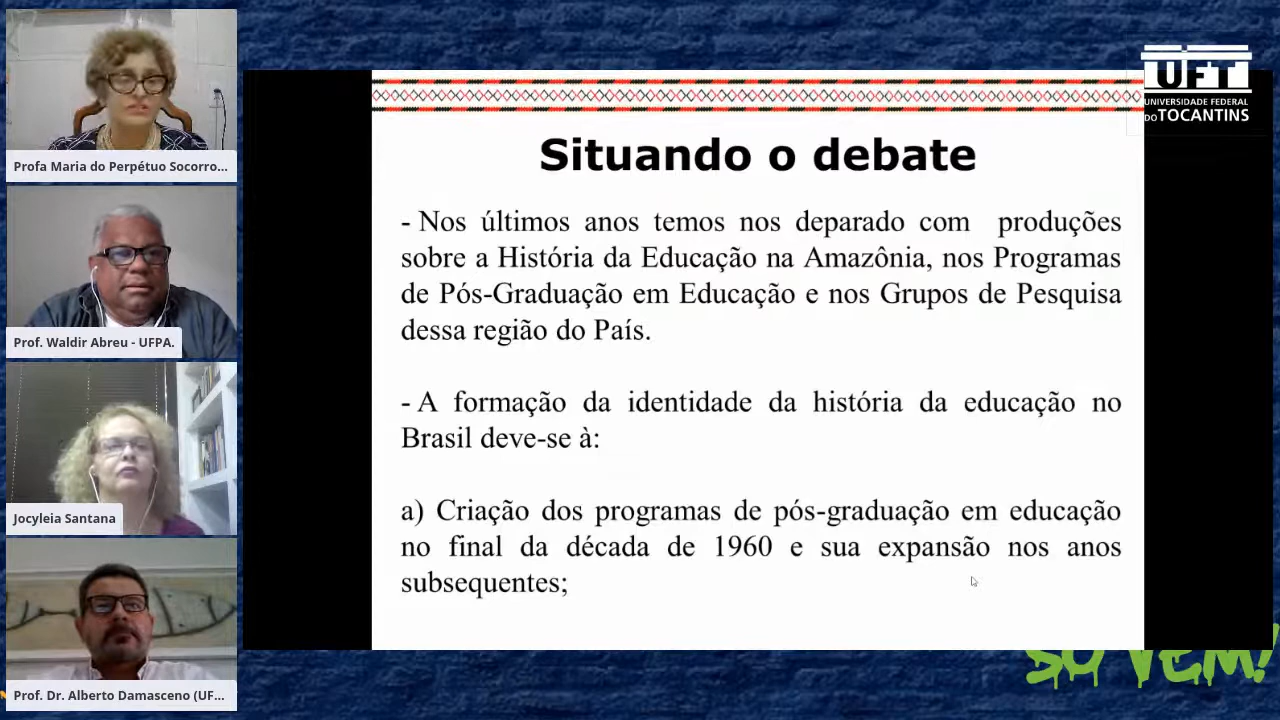 Profa Maria do Perpétuo Socorro...
Prof. Waldir Abreu - UFPA.
Jocyleia Santana
Prof. Dr. Alberto Damasceno (UF...
Situando o debate
- Nos últimos anos temos nos deparado com produções
sobre a História da Educação na Amazônia, nos Programas
de Pós-Graduação em Educação e nos Grupos de Pesquisa
dessa região do País.
- A formação da identidade da história da educação no
Brasil deve-se à:
a) Criação dos programas de pós-graduação em educação
no final da década de 1960 e sua expansão nos anos
subsequentes;
UFT
UNIVERSIDADE FEDERAL
DO TOCANTINS
SÓ VEM!